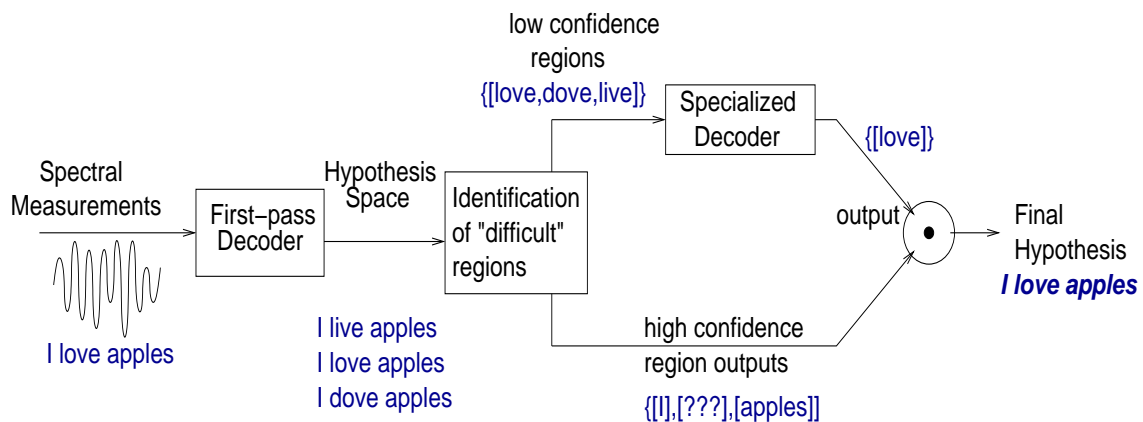 Spectral
Measurements
I love apples
First−pass
Decoder
Hypothesis
Space
I live apples
I love apples
I dove apples
Identification
of "difficult"
regions
low confidence
regions
{[love,dove,live]}
Specialized
Decoder
{[love]}
high confidence
region outputs
{[I],[???],[apples]]
output
Final
Hypothesis
I love apples